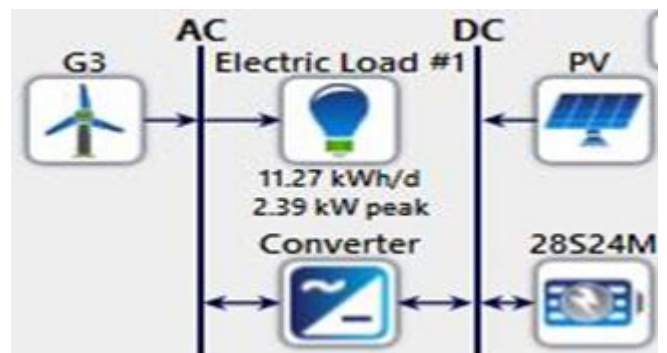 AC
DC
G3
Electric Load #1
PV
11.27 kWh/d
2.39 kW peak
Converter
28S24M